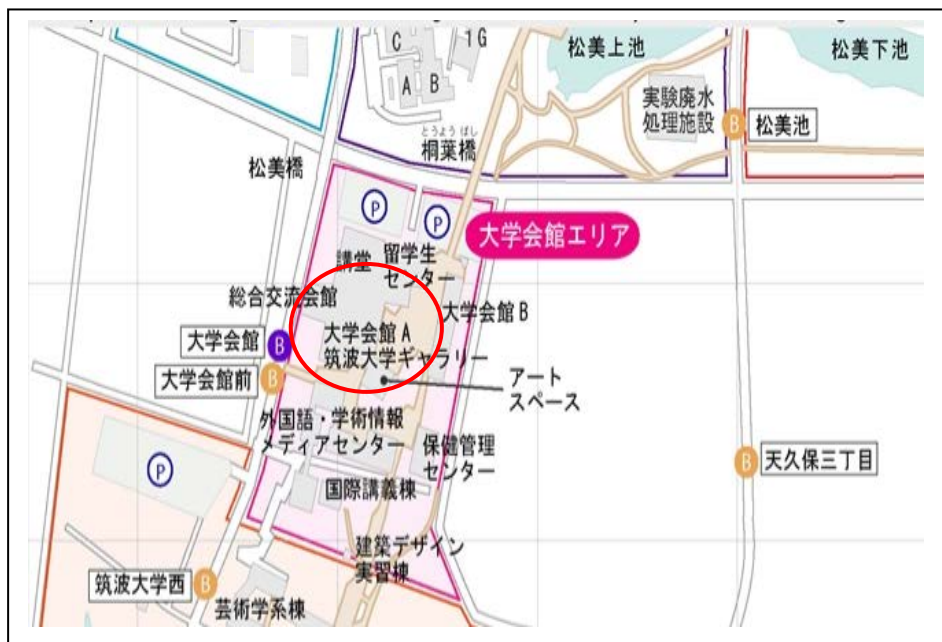 C
1G
A
B
松美上池
松美下池
実験廃水
処理施設
B
松美池
とうようばし
桐葉橋
松美橋
P
P
大学会館エリア
講堂
留学生
センター
総合交流会館
大学会館B
大学会館
B
大学会館A
筑波大学ギャラリー
大学会館前
B
アート
スペース
外国語・学術情報
メディアセンター
保健管理
センター
P
B
天久保三丁目
国際講義棟
建築デザイン
実習棟
筑波大学西
B
芸術学系棟